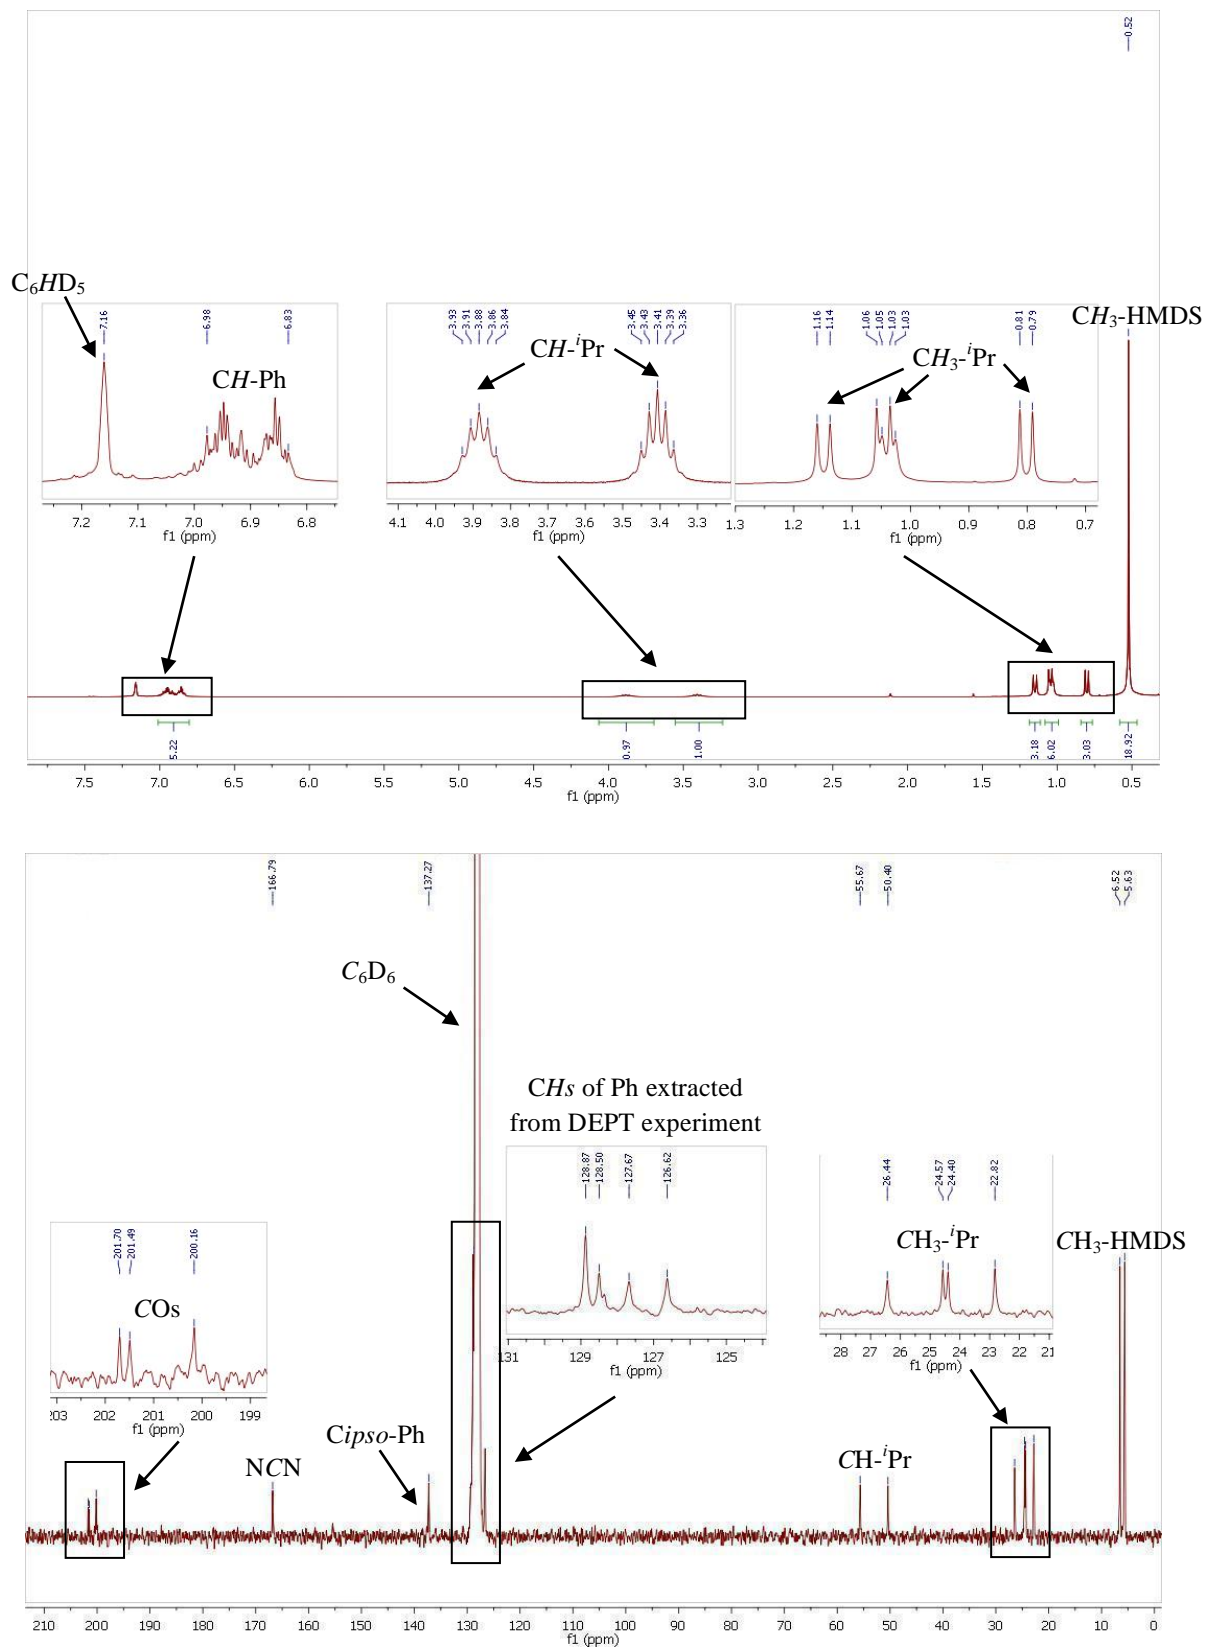 0.52
C6HD5
7.16
6.98
6.83
CH-Ph
7.2 7.1 7.0 6.9 6.8
f1 (ppm)
3.93
3.91
3.88
3.86
3.84
3.45
3.43
3.41
3.39
3.36
CH-iPr
4.1 4.0 3.9 3.8 3.7 3.6 3.5 3.4 3.3
f1 (ppm)
1.16
1.14
1.06
1.05
1.03
1.03
0.81
0.79
CH3-iPr
1.3 1.2 1.1 1.0 0.9 0.8 0.7
f1 (ppm)
CH3-HMDS
5.22
0.97
1.00
3.18
6.02
3.03
18.92
7.5 7.0 6.5 6.0 5.5 5.0 4.5 4.0 3.5 3.0 2.5 2.0 1.5 1.0 0.5
f1 (ppm)
166.79
137.27
55.67
50.40
6.52
5.63
C6D6
CHs of Ph extracted
from DEPT experiment
128.87
128.50
127.67
126.62
131 129 127 125
f1 (ppm)
26.44
24.57
24.40
22.82
CH3-iPr
28 27 26 25 24 23 22 21
f1 (ppm)
CH3-HMDS
201.70
201.49
200.16
COs
203 202 201 200 199
f1 (ppm)
NCN
Cipso-Ph
CH-iPr
210 200 190 180 170 160 150 140 130 120 110 100 90 80 70 60 50 40 30 20 10 0
f1 (ppm)